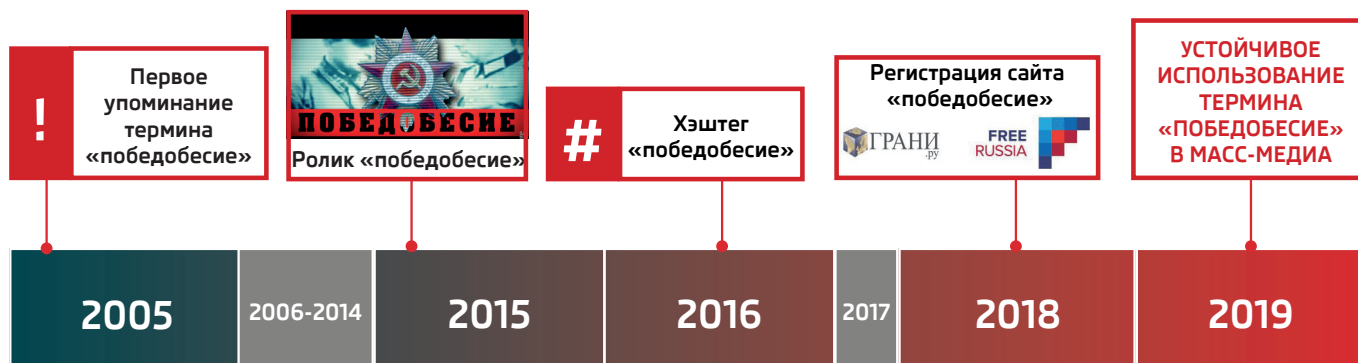 !
Первое
упоминание
термина
«победобесие»
ПОБЕДОБЕСИЕ
Ролик «победобесие»
#
Хэштег
«победобесие»
Регистрация сайта
«победобесие»
ГРАНИ
.РУ
FREE
RUSSIA
УСТОЙЧИВОЕ
ИСПОЛЬЗОВАНИЕ
ТЕРМИНА
«ПОБЕДОБЕСИЕ»
В МАСС-МЕДИА
2005
2006-2014
2015
2016
2017
2018
2019